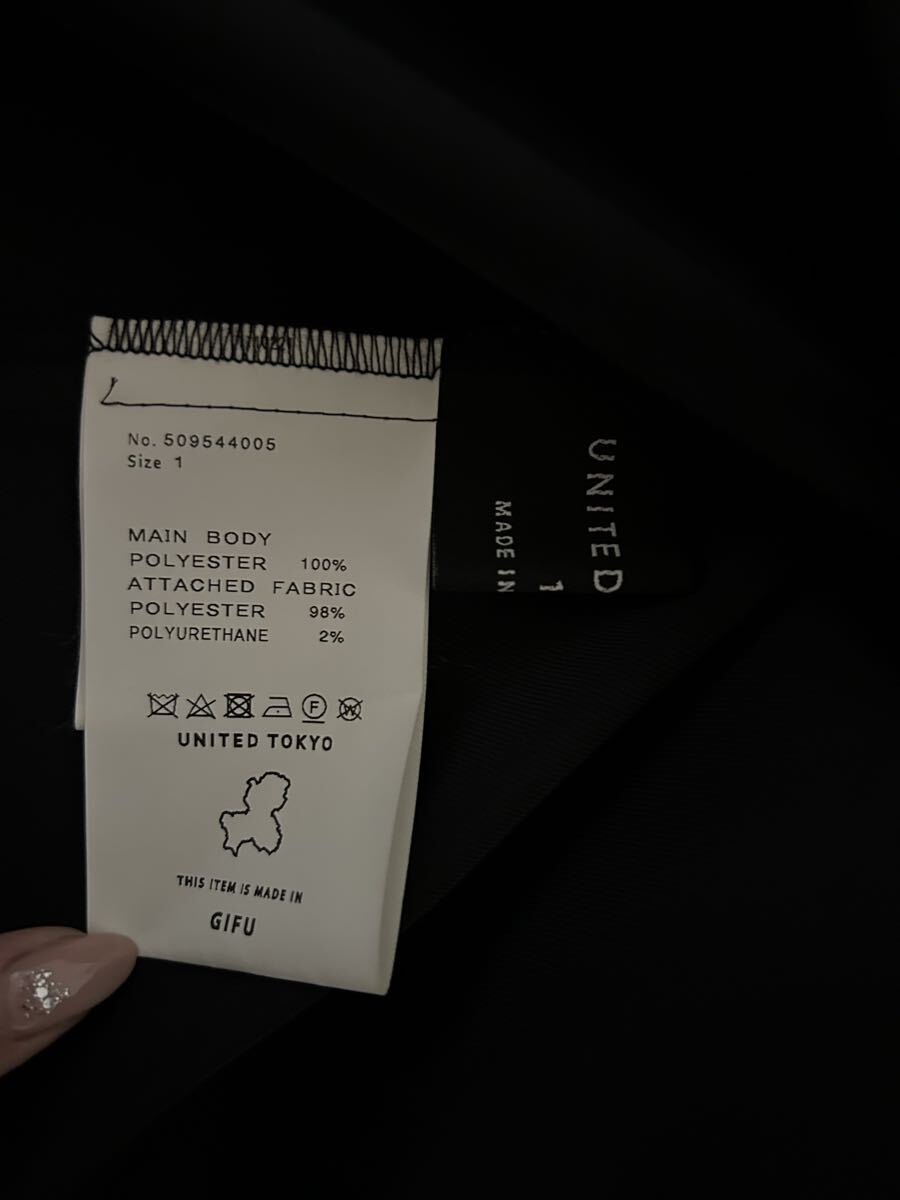 No. 509544005
Size 1
MAIN BODY
POLYESTER 100%
ATTACHED FABRIC
POLYESTER 98%
POLYURETHANE 2%
F
W
UNITED TOKYO
THIS ITEM IS MADE IN
GIFU
UNITED
1
MADE IN